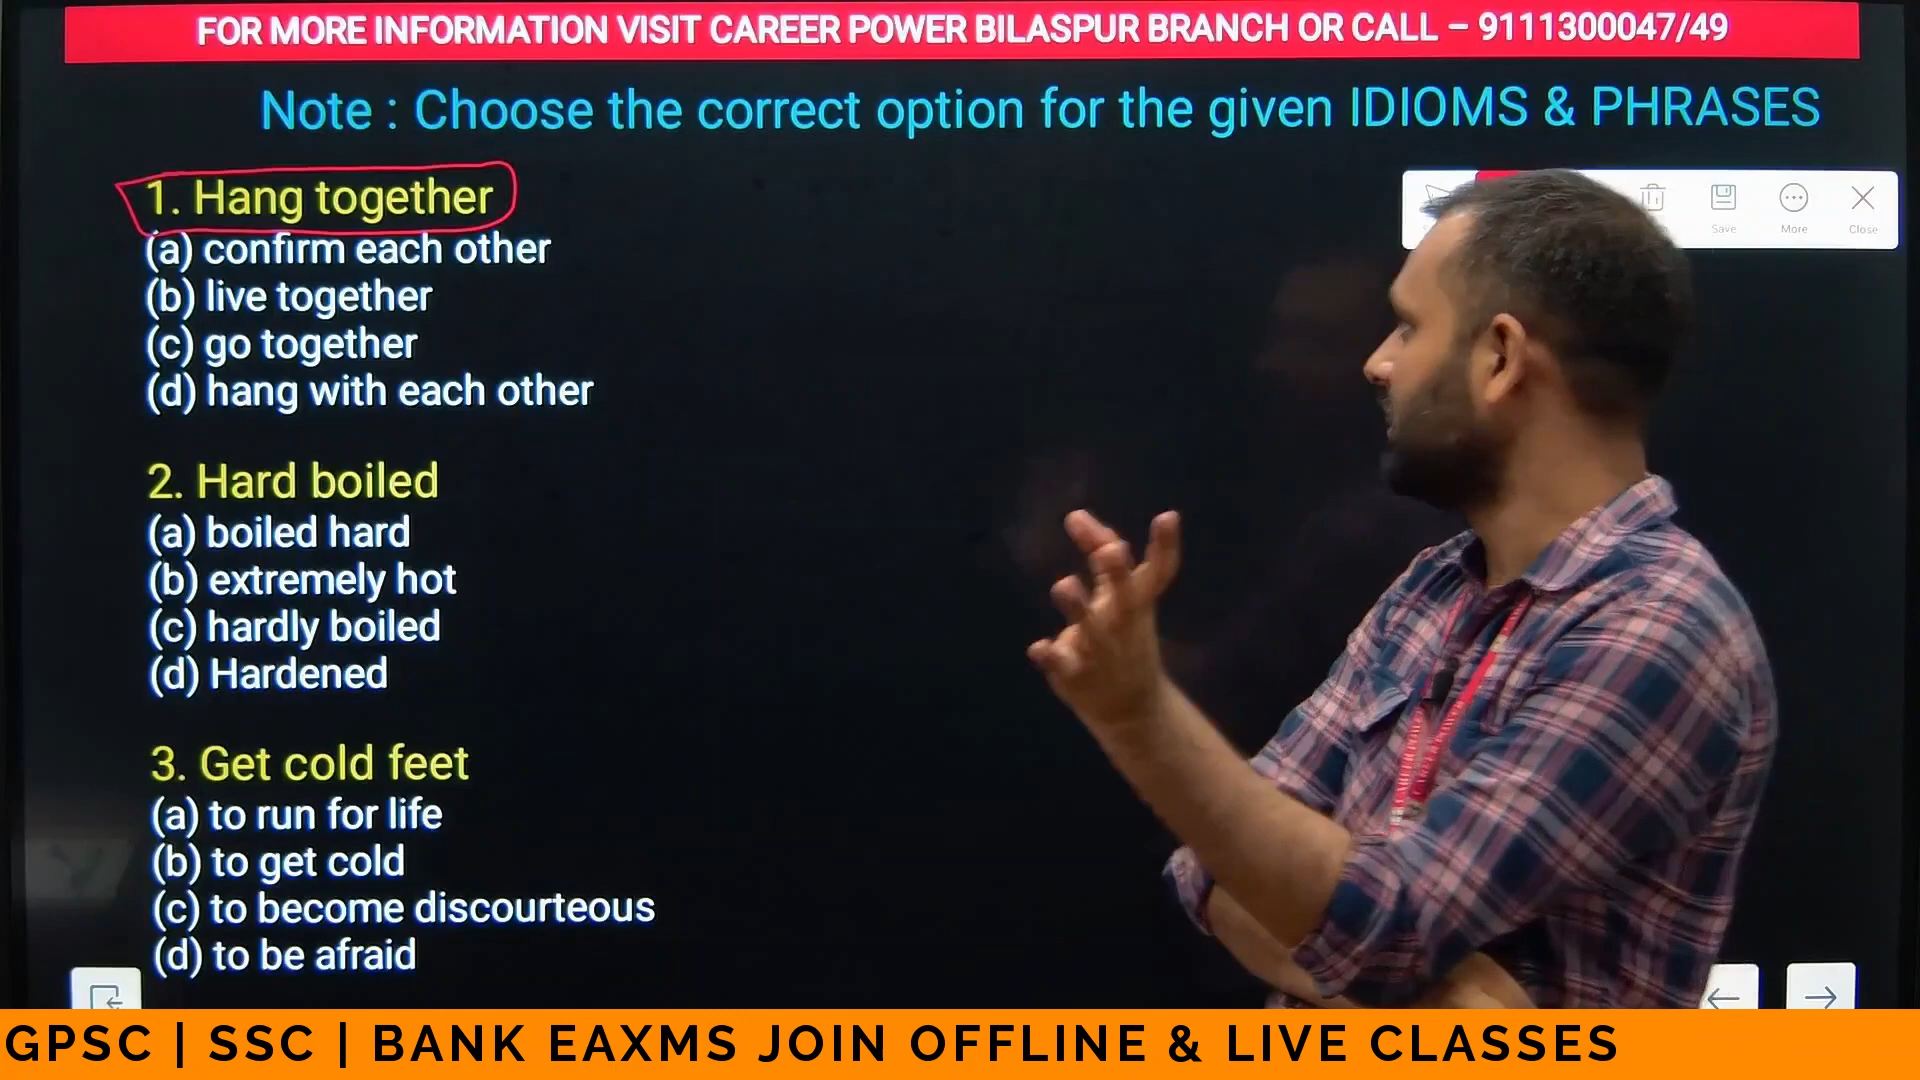 FOR MORE INFORMATION VISIT CAREER POWER BILASPUR BRANCH OR CALL – 9111300047/49
Note : Choose the correct option for the given IDIOMS & PHRASES
1. Hang together
(a) confirm each other
(b) live together
(c) go together
(d) hang with each other
Save
More
Close
2. Hard boiled
(a) boiled hard
(b) extremely hot
(c) hardly boiled
(d) Hardened
3. Get cold feet
(a) to run for life
(b) to get cold
(c) to become discourteous
(d) to be afraid
GPSC | SSC | BANK EAXMS JOIN OFFLINE & LIVE CLASSES